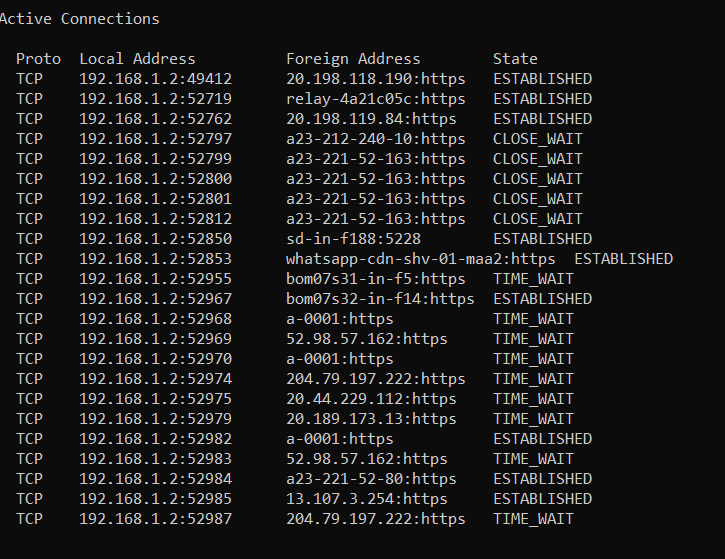 Active Connections
Proto  Local Address          Foreign Address        State
TCP    192.168.1.2:49412      20.198.118.190:https   ESTABLISHED
TCP    192.168.1.2:52719      relay-4a21c05c:https   ESTABLISHED
TCP    192.168.1.2:52762      20.198.119.84:https    ESTABLISHED
TCP    192.168.1.2:52797      a23-212-240-10:https   CLOSE_WAIT
TCP    192.168.1.2:52799      a23-221-52-163:https   CLOSE_WAIT
TCP    192.168.1.2:52800      a23-221-52-163:https   CLOSE_WAIT
TCP    192.168.1.2:52801      a23-221-52-163:https   CLOSE_WAIT
TCP    192.168.1.2:52812      a23-221-52-163:https   CLOSE_WAIT
TCP    192.168.1.2:52850      sd-in-f188:5228        ESTABLISHED
TCP    192.168.1.2:52853      whatsapp-cdn-shv-01-maa2:https  ESTABLISHED
TCP    192.168.1.2:52955      bom07s31-in-f5:https   TIME_WAIT
TCP    192.168.1.2:52967      bom07s32-in-f14:https  ESTABLISHED
TCP    192.168.1.2:52968      a-0001:https           TIME_WAIT
TCP    192.168.1.2:52969      52.98.57.162:https     TIME_WAIT
TCP    192.168.1.2:52970      a-0001:https           TIME_WAIT
TCP    192.168.1.2:52974      204.79.197.222:https   TIME_WAIT
TCP    192.168.1.2:52975      20.44.229.112:https    TIME_WAIT
TCP    192.168.1.2:52979      20.189.173.13:https    TIME_WAIT
TCP    192.168.1.2:52982      a-0001:https           ESTABLISHED
TCP    192.168.1.2:52983      52.98.57.162:https     TIME_WAIT
TCP    192.168.1.2:52984      a23-221-52-80:https    ESTABLISHED
TCP    192.168.1.2:52985      13.107.3.254:https     ESTABLISHED
TCP    192.168.1.2:52987      204.79.197.222:https   TIME_WAIT